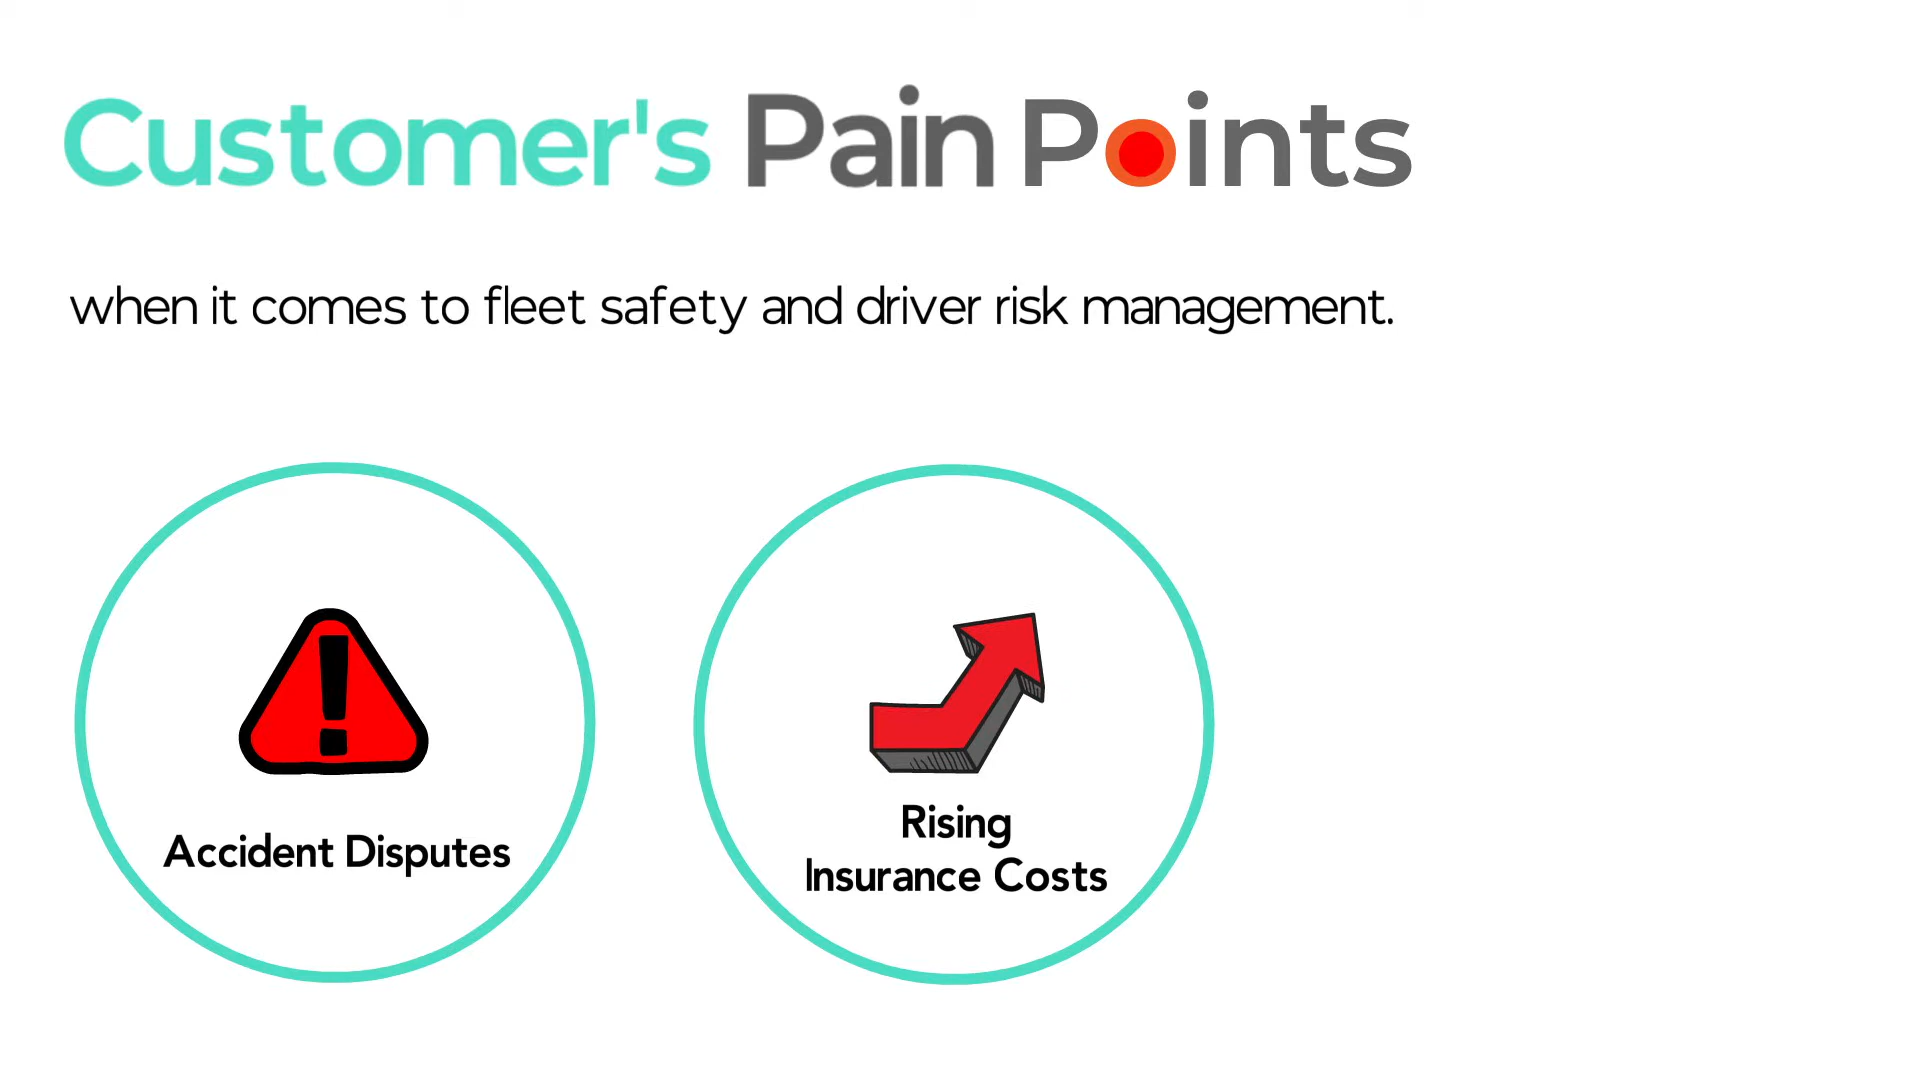 Customer's Pain Points
when it comes to fleet safety and driver risk management.
Accident Disputes
Rising
Insurance Costs